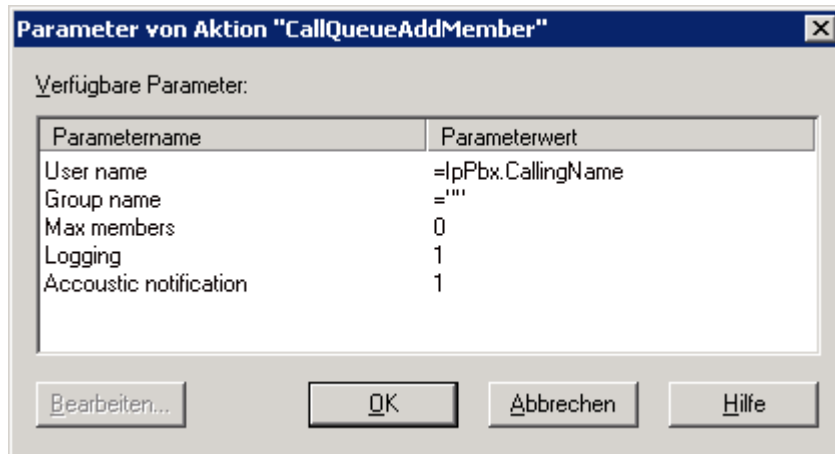 Parameter von Aktion "CallQueueAddMember"
Verfügbare Parameter:
Parametername Parameterwert
User name =IpPbx.CallingName
Group name =""
Max members 0
Logging 1
Accoustic notification 1
Bearbeiten... OK Abbrechen Hilfe